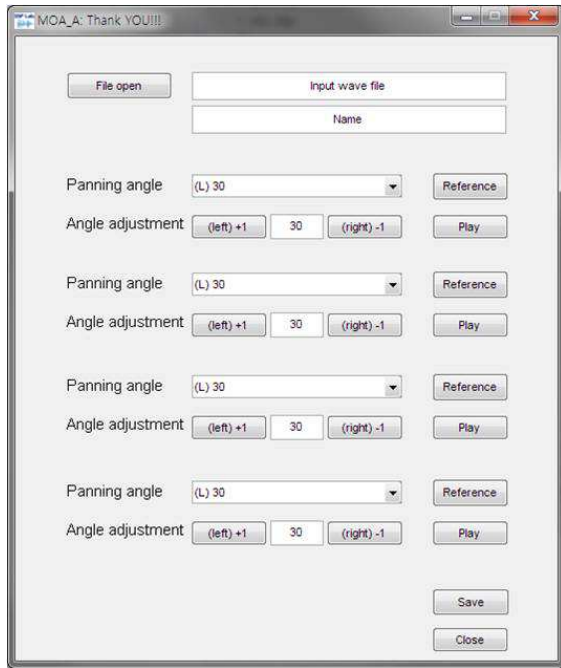 MOA_A: Thank YOU!!!
File open Input wave file
Name
Panning angle (L) 30 Reference
Angle adjustment (left) +1 30 (right) -1 Play
Panning angle (L) 30 Reference
Angle adjustment (left) +1 30 (right) -1 Play
Panning angle (L) 30 Reference
Angle adjustment (left) +1 30 (right) -1 Play
Panning angle (L) 30 Reference
Angle adjustment (left) +1 30 (right) -1 Play
Save
Close